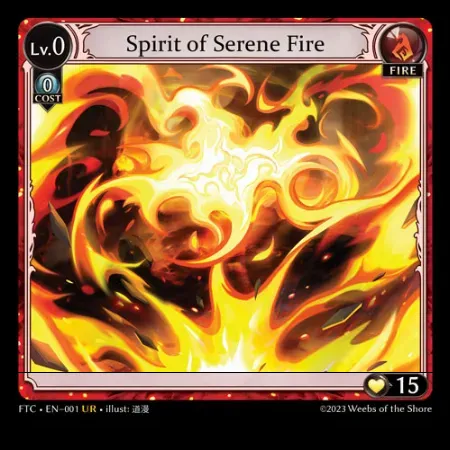 Lv.0
Spirit of Serene Fire
FIRE
0
COST
15
FTC • EN-001 UR • illust: 道漫
©2023 Weebs of the Shore